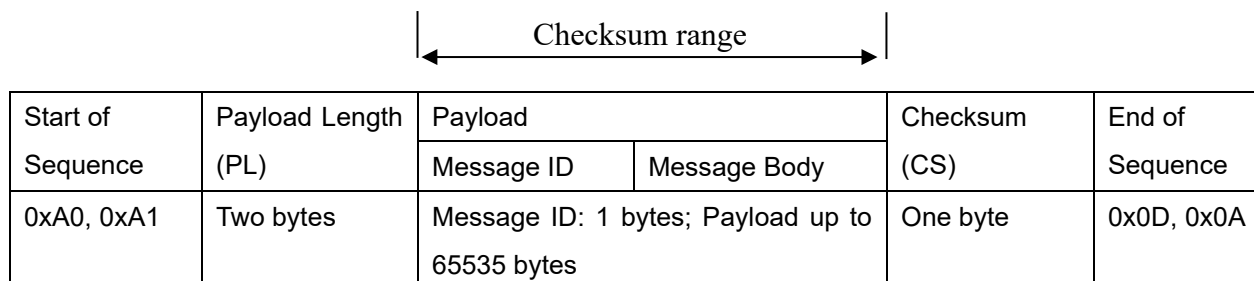 Checksum range
Start of Sequence
Payload Length (PL)
Payload
Checksum (CS)
End of Sequence
Message ID
Message Body
0xA0, 0xA1
Two bytes
Message ID: 1 bytes; Payload up to
65535 bytes
One byte
0x0D, 0x0A